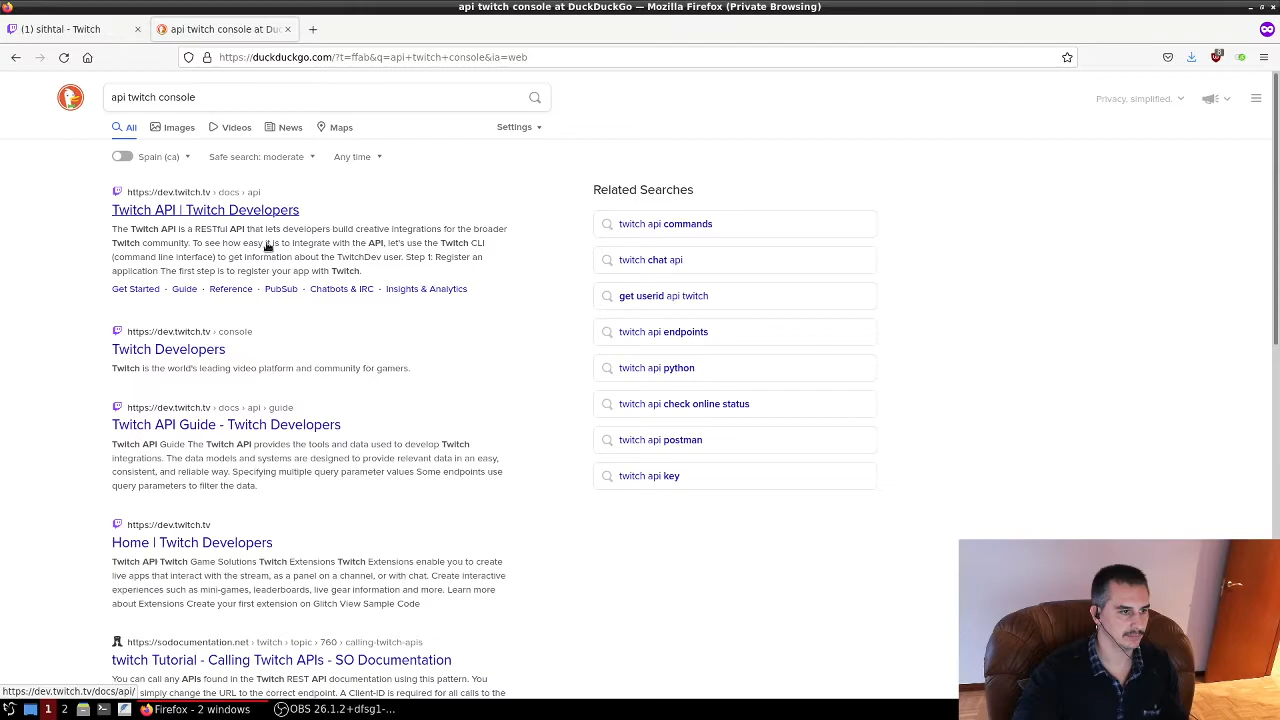 api twitch console at DuckDuckGo — Mozilla Firefox (Private Browsing)
(1) sithtal - Twitch
api twitch console at Duc
https://duckduckgo.com/?t=ffab&q=api+twitch+console&ia=web
api twitch console
Privacy, simplified.
All
Images
Videos
News
Maps
Settings
Spain (ca)
Safe search: moderate
Any time
https://dev.twitch.tv › docs › api
Twitch API | Twitch Developers
The Twitch API is a RESTful API that lets developers build creative integrations for the broader
Twitch community. To see how easy it is to integrate with the API, let's use the Twitch CLI
(command line interface) to get information about the TwitchDev user. Step 1: Register an
application The first step is to register your app with Twitch.
Get Started · Guide · Reference · PubSub · Chatbots & IRC · Insights & Analytics
https://dev.twitch.tv › console
Twitch Developers
Twitch is the world's leading video platform and community for gamers.
https://dev.twitch.tv › docs › api › guide
Twitch API Guide - Twitch Developers
Twitch API Guide The Twitch API provides the tools and data used to develop Twitch
integrations. The data models and systems are designed to provide relevant data in an easy,
consistent, and reliable way. Specifying multiple query parameter values Some endpoints use
query parameters to filter the data.
https://dev.twitch.tv
Home | Twitch Developers
Twitch API Twitch Game Solutions Twitch Extensions Twitch Extensions enable you to create
live apps that interact with the stream, as a panel on a channel, or with chat. Create interactive
experiences such as mini-games, leaderboards, live gear information and more. Learn more
about Extensions Create your first extension on Glitch View Sample Code
https://sodocumentation.net › twitch › topic › 760 › calling-twitch-apis
twitch Tutorial - Calling Twitch APIs - SO Documentation
You can call any APIs found in the Twitch REST API documentation using this pattern. You
simply change the URL to the correct endpoint. A Client-ID is required for all calls to the
Related Searches
twitch api commands
twitch chat api
get userid api twitch
twitch api endpoints
twitch api python
twitch api check online status
twitch api postman
twitch api key
https://dev.twitch.tv/docs/api/
1
2
Firefox - 2 windows
OBS 26.1.2+dfsg1-...